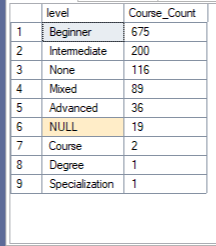 level Course_Count
1 Beginner 675
2 Intermediate 200
3 None 116
4 Mixed 89
5 Advanced 36
6 NULL 19
7 Course 2
8 Degree 1
9 Specialization 1